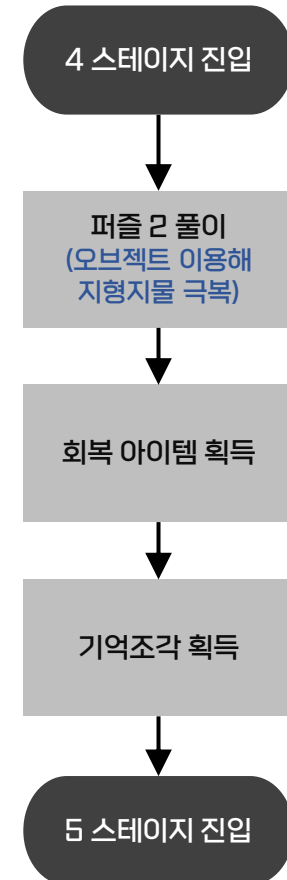 4 스테이지 진입
퍼즐 2 풀이
(오브젝트 이용해
지형지물 극복)
회복 아이템 획득
기억조각 획득
5 스테이지 진입